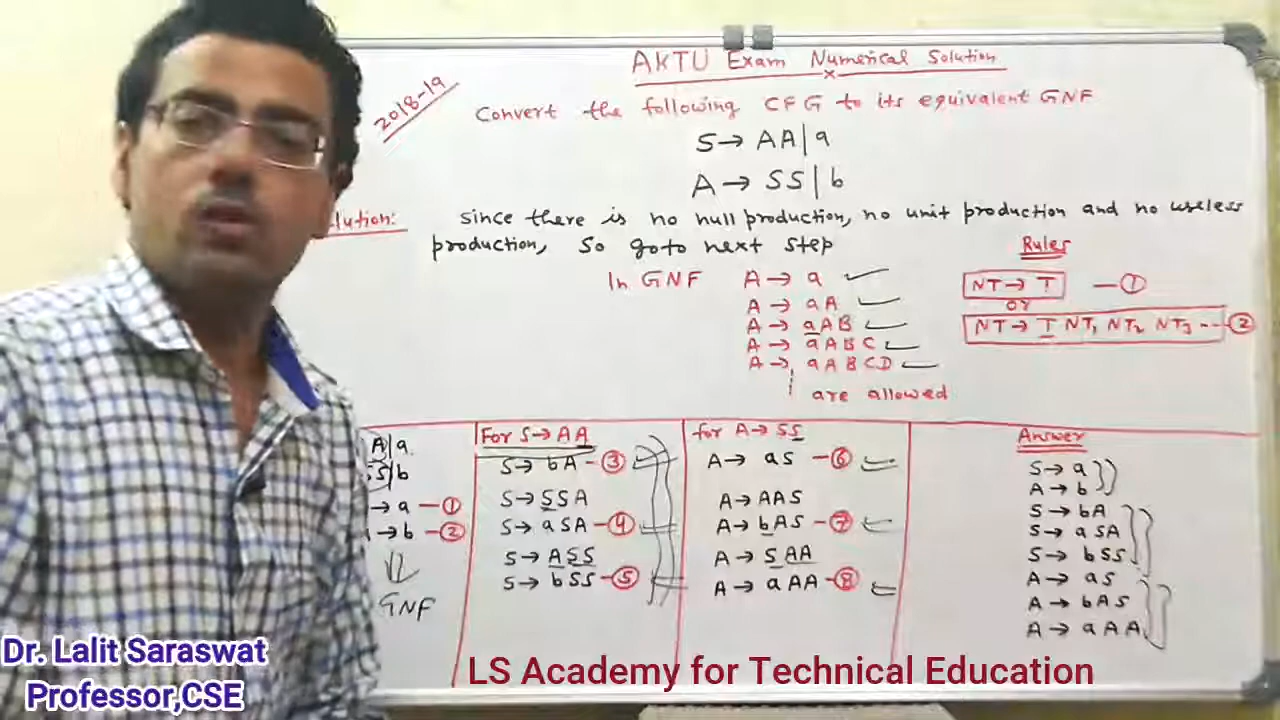 AKTU Exam Numerical Solution
2018-19
Convert the following CFG to its equivalent GNF
S→ AA|a
A→ SS|b
lution:
since there is no null production, no unit production and no useless
production, So goto next step
In GNF
A→ a
A→ aA
A→ aAB
A→ aABC
A→ aABCD
are allowed
Rules
NT→ T —①
or
NT→ T NT₁ NT₂ NT₃ --- ②
A|a
S|b
→a —①
→b —②
GNF
For S→AA
S→ bA -③
S→ SSA
S→ aSA -④
S→ ASS
S→ bSS -⑤
for A→ SS
A→ aS -⑥
A→ AAS
A→ bAS -⑦
A→ SAA
A→ aAA -⑧
Answer
S→ a
A→ b
S→ bA
S→ aSA
S→ bSS
A→ aS
A→ bAS
A→ aAA
Dr. Lalit Saraswat
Professor,CSE
LS Academy for Technical Education